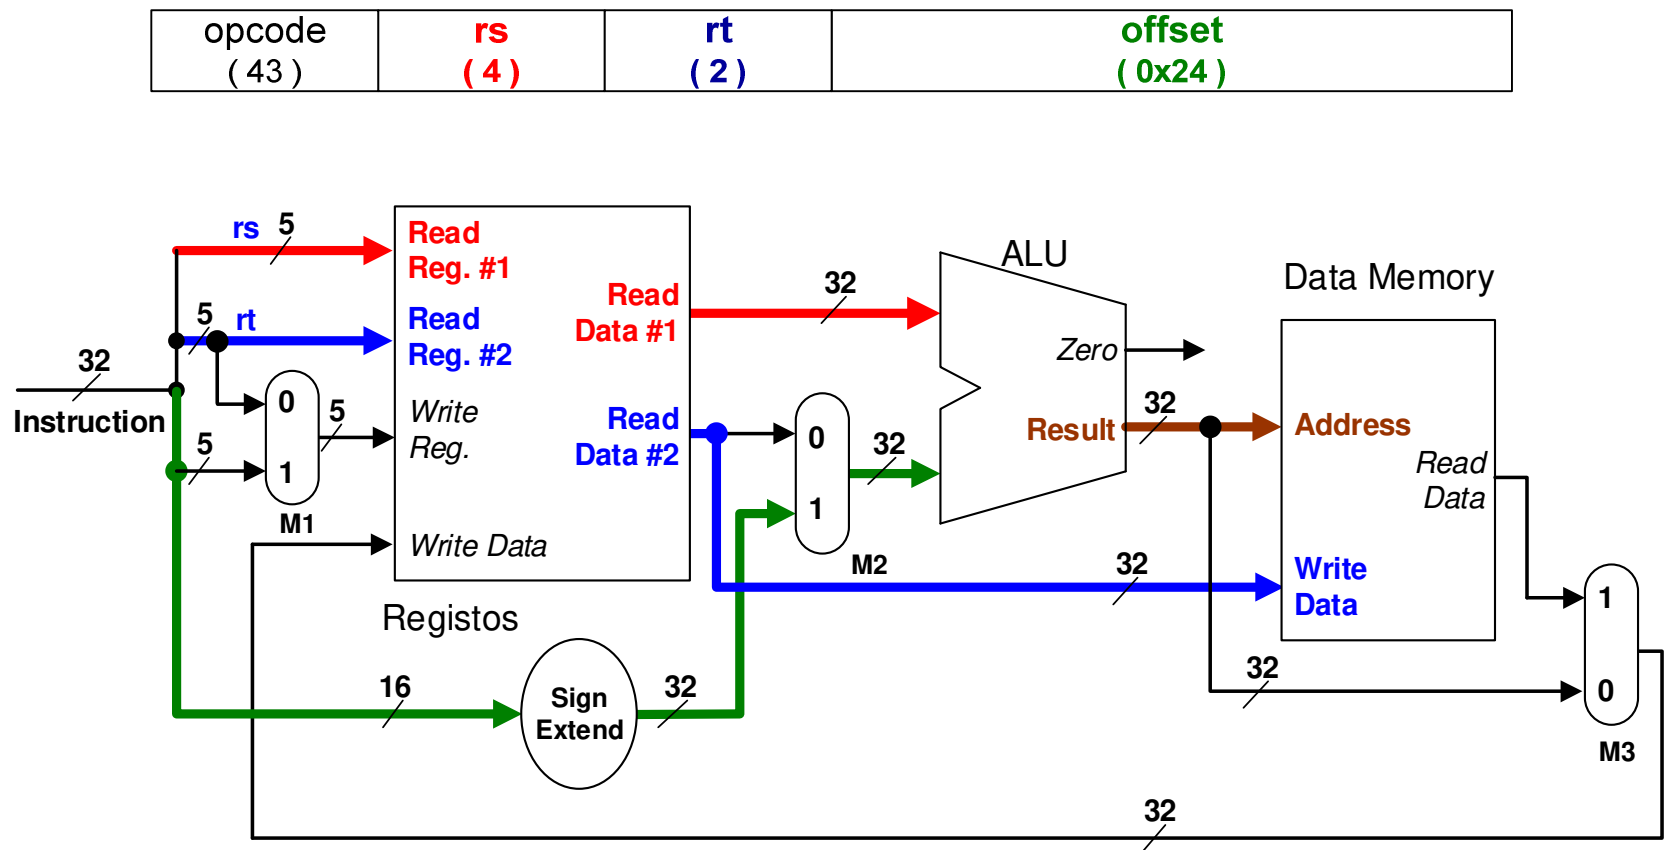 opcode rs rt offset
( 43 ) ( 4 ) ( 2 ) ( 0x24 )
rs 5
Read
Reg. #1
5 rt
Read
Reg. #2
32
Instruction
0
5
1
M1
5
Write
Reg.
Write Data
Read
Data #1
Read
Data #2
Registos
16
Sign
Extend
32
32
0
1
M2
32
ALU
Zero
Result
32
32
Data Memory
Address
Read
Data
Write
Data
32
1
0
M3
32